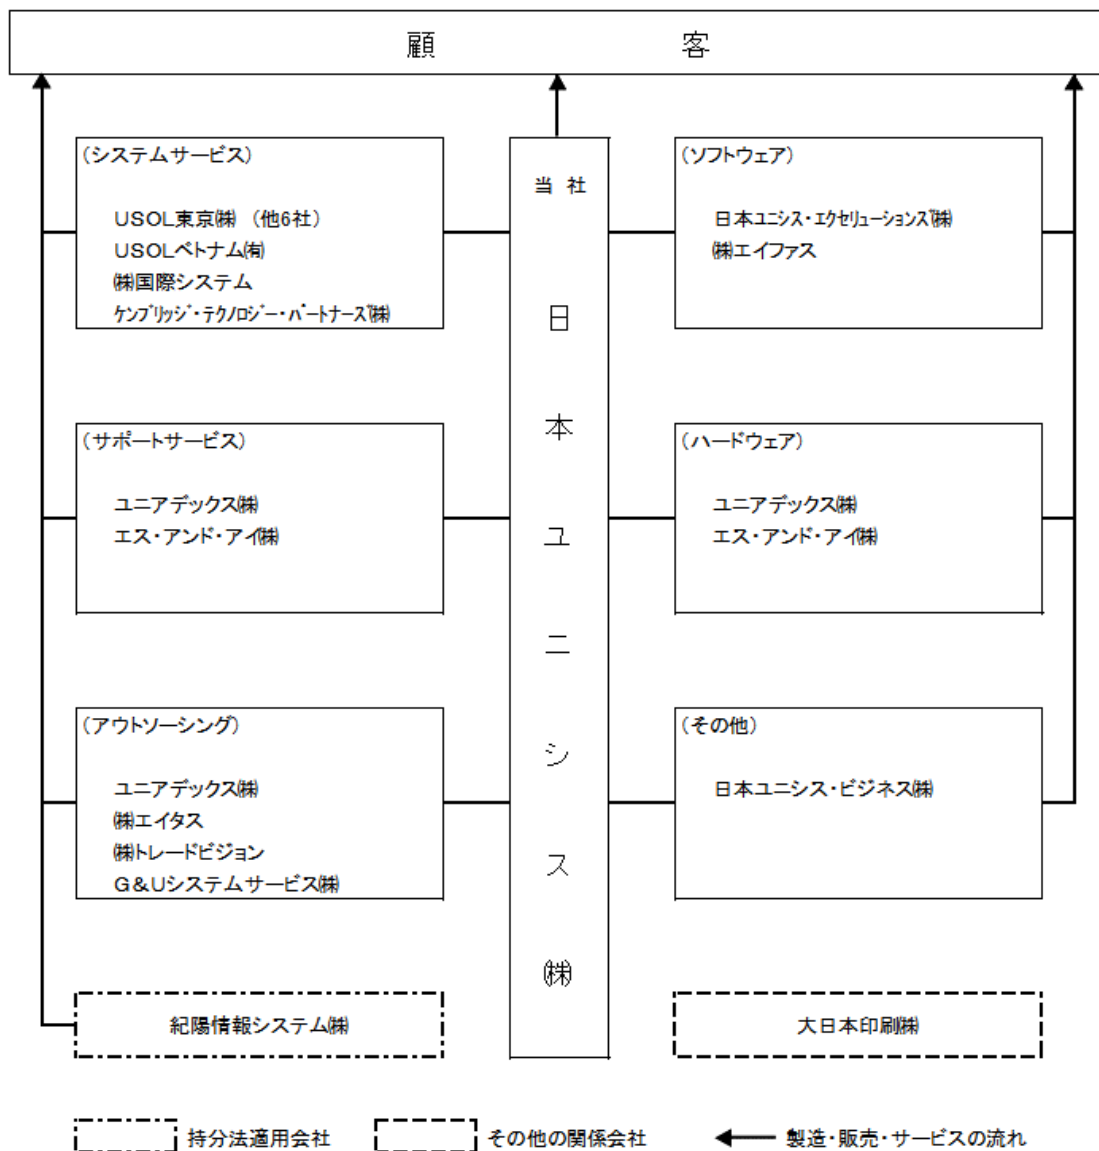 顧 客
当 社
日本ユニシス㈱
(システムサービス)
USOL東京㈱ (他6社)
USOLベトナム㈲
㈱国際システム
ケンブリッジ・テクノロジー・パートナーズ㈱
(ソフトウェア)
日本ユニシス・エクセリューションズ㈱
㈱エイファス
(サポートサービス)
ユニアデックス㈱
エス・アンド・アイ㈱
(ハードウェア)
ユニアデックス㈱
エス・アンド・アイ㈱
(アウトソーシング)
ユニアデックス㈱
㈱エイタス
㈱トレードビジョン
G&Uシステムサービス㈱
(その他)
日本ユニシス・ビジネス㈱
紀陽情報システム㈱
大日本印刷㈱
持分法適用会社
その他の関係会社
製造・販売・サービスの流れ